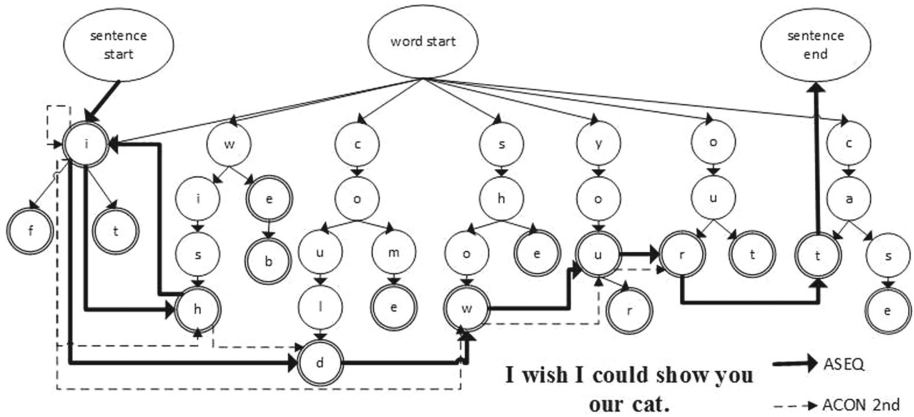 sentence
start
word start
sentence
end
i
w
c
s
y
o
c
i
e
o
h
o
u
a
f
t
s
b
u
m
o
e
u
r
t
t
s
h
l
e
w
r
e
d
I wish I could show you
our cat.
ASEQ
ACON 2nd